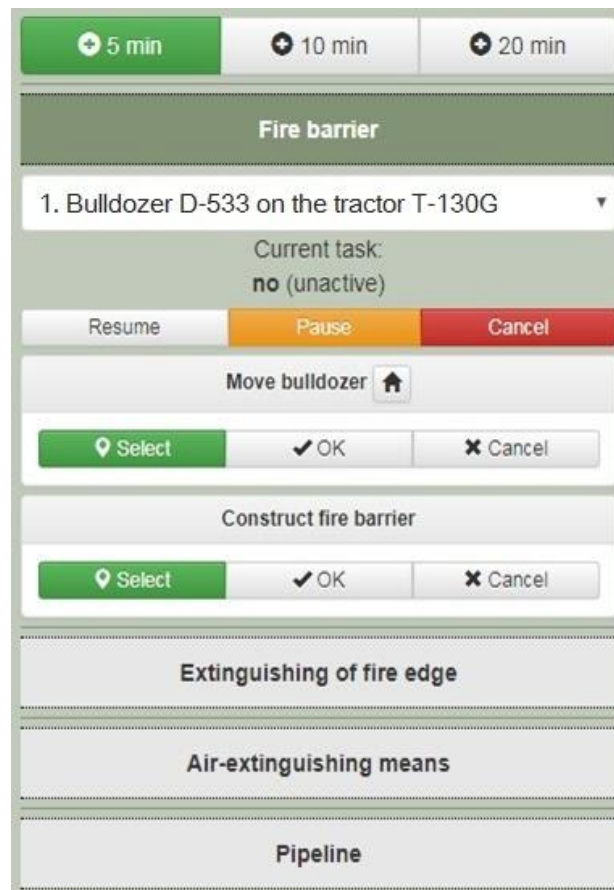 5 min 10 min 20 min
Fire barrier
1. Bulldozer D-533 on the tractor T-130G
Current task:
no (unactive)
Resume Pause Cancel
Move bulldozer
Select OK Cancel
Construct fire barrier
Select OK Cancel
Extinguishing of fire edge
Air-extinguishing means
Pipeline